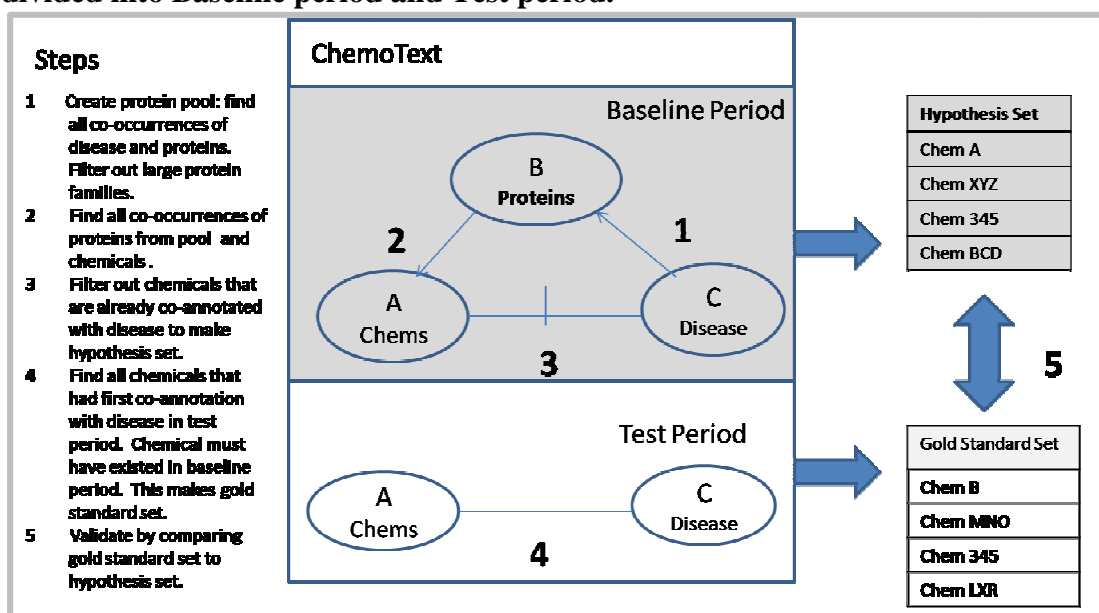 divided into Baseline period and Test period.
Steps
1 Create protein pool: find
all co-occurrences of
disease and proteins.
Filter out large protein
families.
2 Find all co-occurrences of
proteins from pool and
chemicals .
3 Filter out chemicals that
are already co-annotated
with disease to make
hypothesis set.
4 Find all chemicals that
had first co-annotation
with disease in test
period. Chemical must
have existed in baseline
period. This makes gold
standard set.
5 Validate by comparing
gold standard set to
hypothesis set.
ChemoText
Baseline Period
B
Proteins
2
1
A
Chems
C
Disease
3
Test Period
A
Chems
C
Disease
4
Hypothesis Set
Chem A
Chem XYZ
Chem 345
Chem BCD
5
Gold Standard Set
Chem B
Chem MNO
Chem 345
Chem LXR